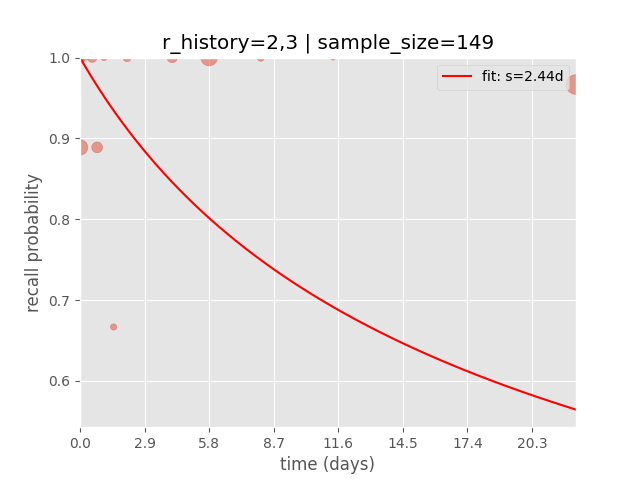 r_history=2,3 | sample_size=149
fit: s=2.44d
recall probability
1.0
0.9
0.8
0.7
0.6
0.0 2.9 5.8 8.7 11.6 14.5 17.4 20.3
time (days)